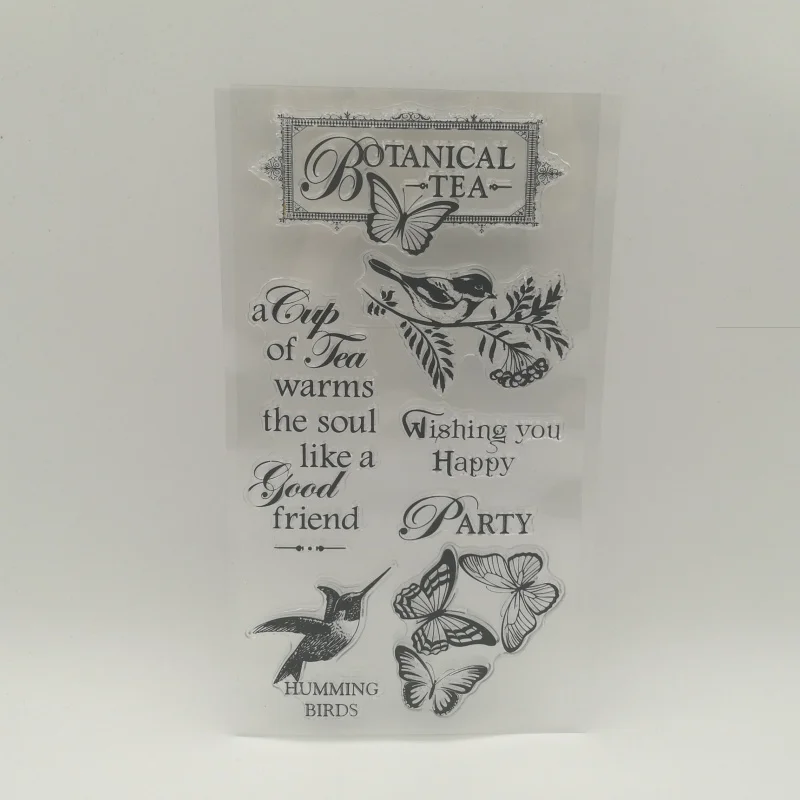 BOTANICAL
TEA
a Cup
of Tea
warms
the soul
like a
Good
friend
Wishing you
Happy
PARTY
HUMMING
BIRDS